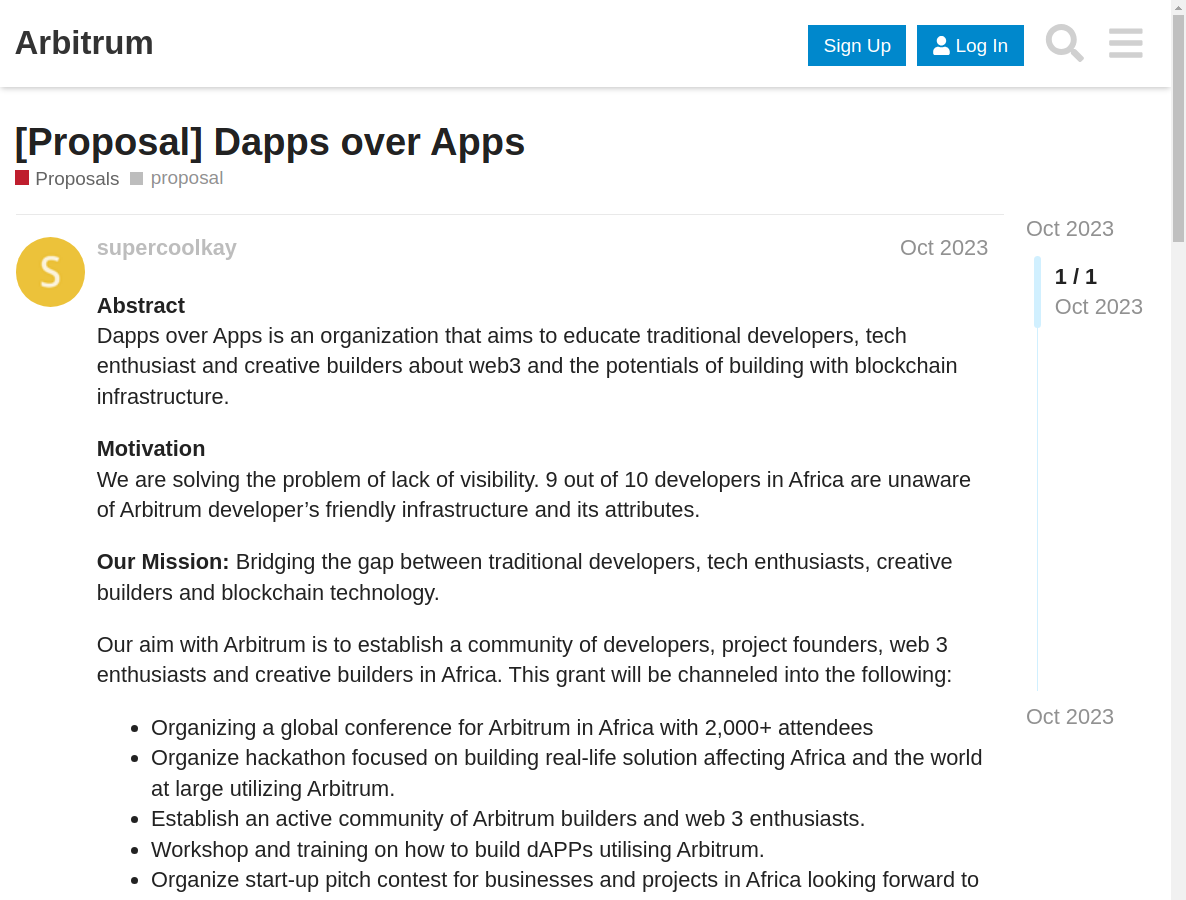 Arbitrum
Sign Up
Log In
[Proposal] Dapps over Apps
Proposals proposal
Oct 2023
supercoolkay
Oct 2023
S
1 / 1
Oct 2023
Abstract
Dapps over Apps is an organization that aims to educate traditional developers, tech
enthusiast and creative builders about web3 and the potentials of building with blockchain
infrastructure.
Motivation
We are solving the problem of lack of visibility. 9 out of 10 developers in Africa are unaware
of Arbitrum developer’s friendly infrastructure and its attributes.
Our Mission: Bridging the gap between traditional developers, tech enthusiasts, creative
builders and blockchain technology.
Our aim with Arbitrum is to establish a community of developers, project founders, web 3
enthusiasts and creative builders in Africa. This grant will be channeled into the following:
• Organizing a global conference for Arbitrum in Africa with 2,000+ attendees
Oct 2023
• Organize hackathon focused on building real-life solution affecting Africa and the world
at large utilizing Arbitrum.
• Establish an active community of Arbitrum builders and web 3 enthusiasts.
• Workshop and training on how to build dAPPs utilising Arbitrum.
• Organize start-up pitch contest for businesses and projects in Africa looking forward to